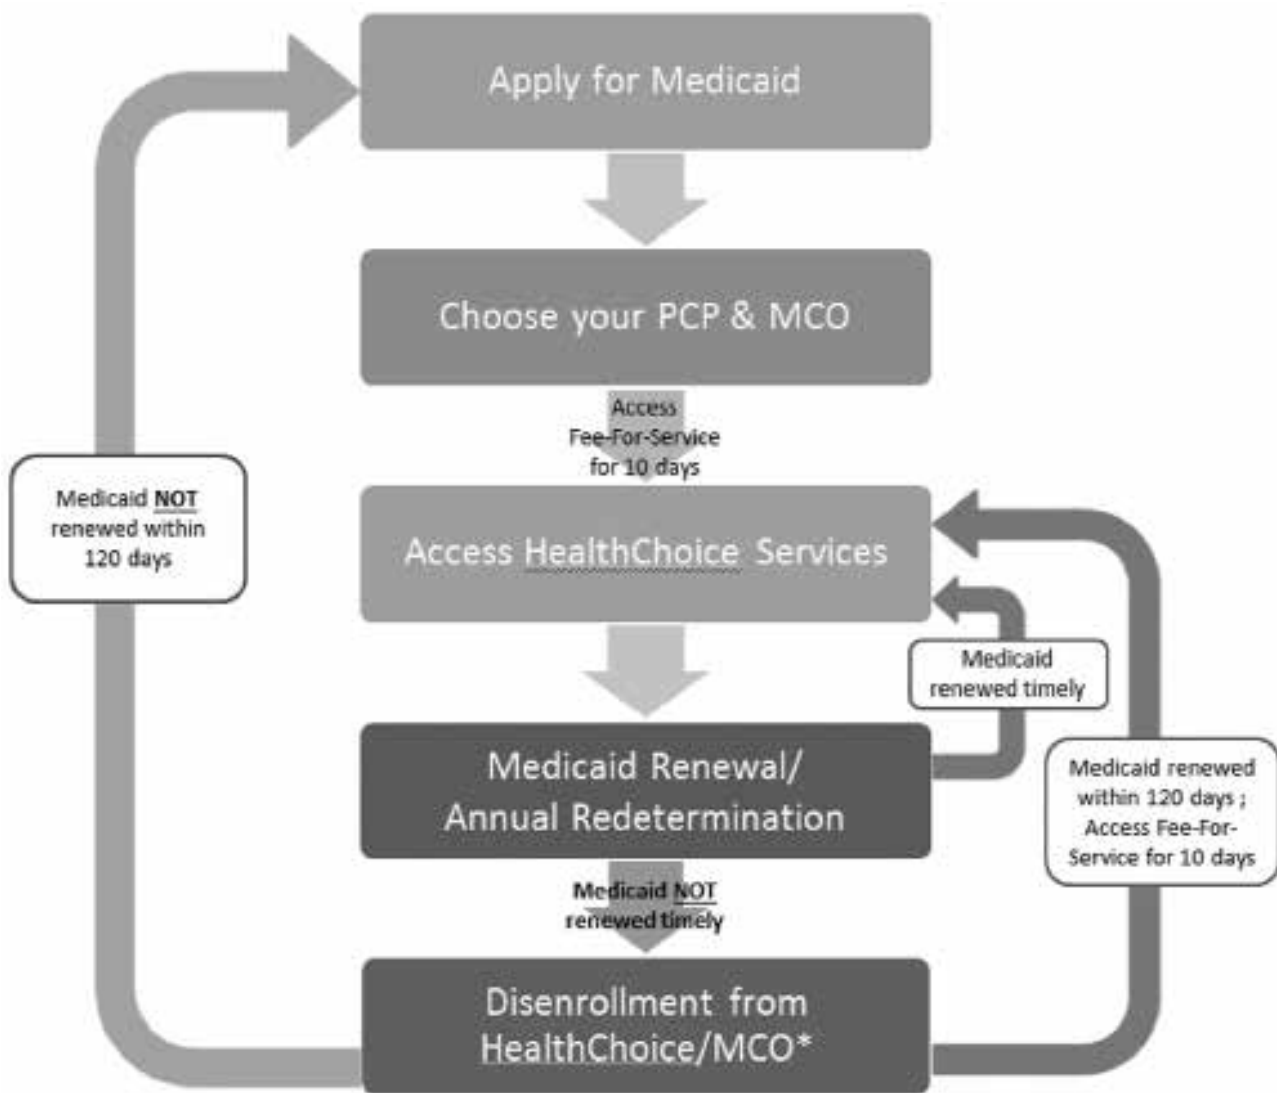 Apply for Medicaid
Choose your PCP & MCO
Access
Fee-For-Service
for 10 days
Medicaid NOT
renewed within
120 days
Access HealthChoice Services
Medicaid
renewed timely
Medicaid Renewal/
Annual Redetermination
Medicaid renewed
within 120 days ;
Access Fee-For-
Service for 10 days
Medicaid NOT
renewed timely
Disenrollment from
HealthChoice/MCO*